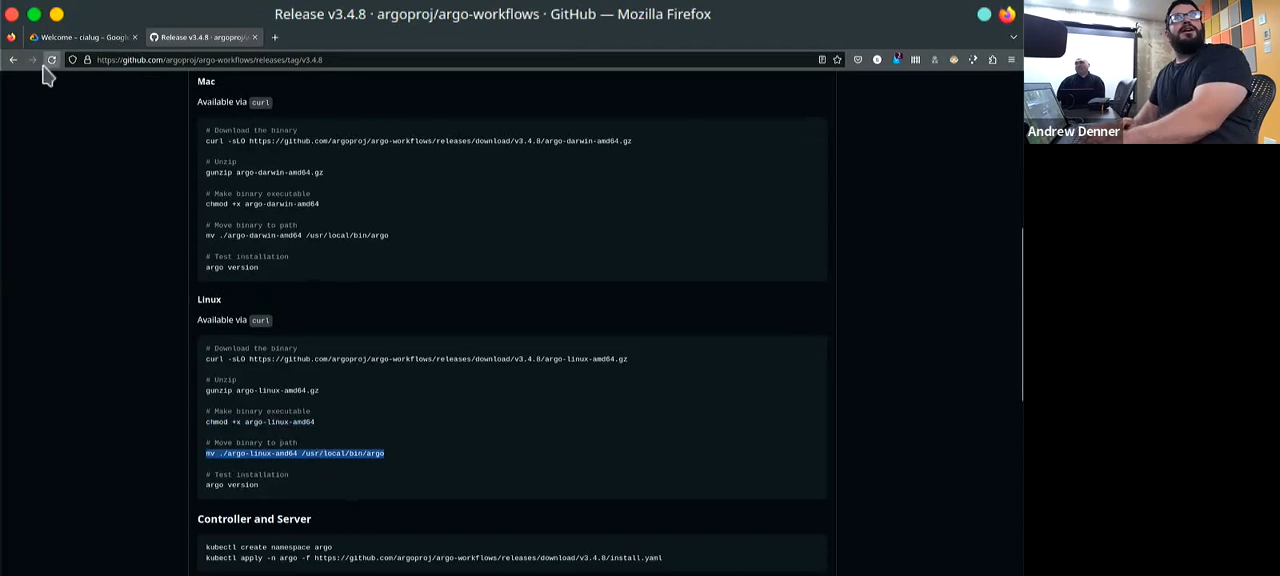 Release v3.4.8 · argoproj/argo-workflows · GitHub — Mozilla Firefox
Welcome – cialug – Googl
Release v3.4.8 · argoproj/
https://github.com/argoproj/argo-workflows/releases/tag/v3.4.8
Andrew Denner
Mac
Available via curl
# Download the binary
curl -sLO https://github.com/argoproj/argo-workflows/releases/download/v3.4.8/argo-darwin-amd64.gz
# Unzip
gunzip argo-darwin-amd64.gz
# Make binary executable
chmod +x argo-darwin-amd64
# Move binary to path
mv ./argo-darwin-amd64 /usr/local/bin/argo
# Test installation
argo version
Linux
Available via curl
# Download the binary
curl -sLO https://github.com/argoproj/argo-workflows/releases/download/v3.4.8/argo-linux-amd64.gz
# Unzip
gunzip argo-linux-amd64.gz
# Make binary executable
chmod +x argo-linux-amd64
# Move binary to path
mv ./argo-linux-amd64 /usr/local/bin/argo
# Test installation
argo version
Controller and Server
kubectl create namespace argo
kubectl apply -n argo -f https://github.com/argoproj/argo-workflows/releases/download/v3.4.8/install.yaml